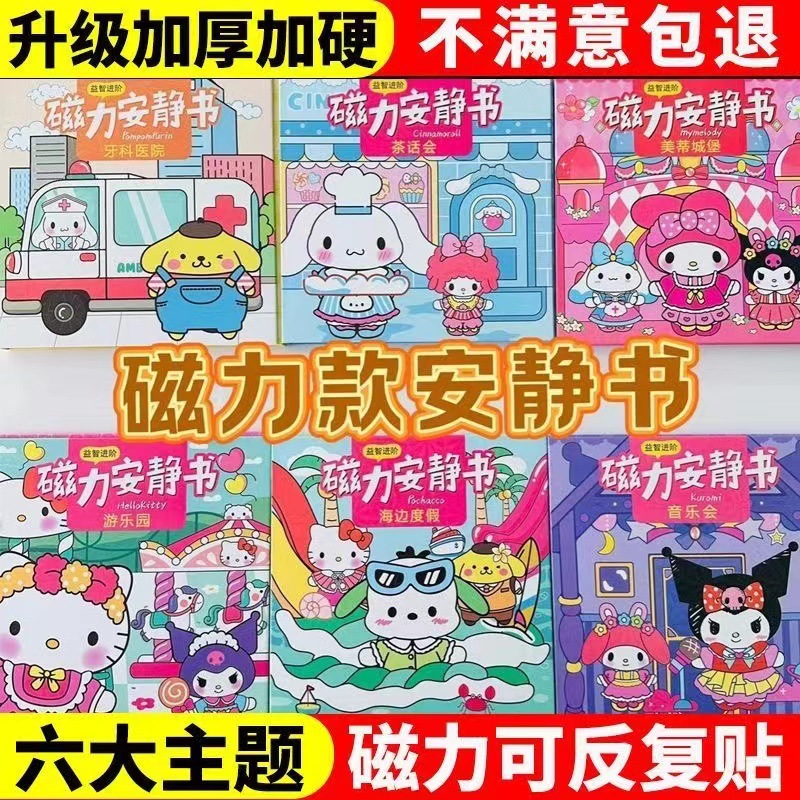 升级加厚加硬
不满意包退
益智进阶
磁力安静书
Pompompurin
牙科医院
AMB
CIN
益智进阶
磁力安静书
Cinnamoroll
茶话会
益智进阶
磁力安静书
Mymelody
美蒂城堡
磁力款安静书
益智进阶
磁力安静书
HelloKitty
游乐园
益智进阶
磁力安静书
Pochacco
海边度假
益智进阶
磁力安静书
Kuromi
音乐会
六大主题
磁力可反复贴